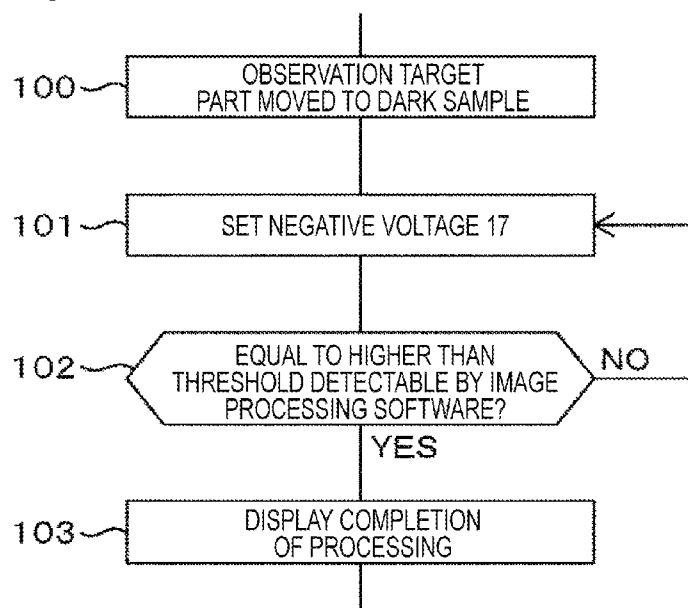 100
OBSERVATION TARGET
PART MOVED TO DARK SAMPLE
101
SET NEGATIVE VOLTAGE 17
102
EQUAL TO HIGHER THAN
THRESHOLD DETECTABLE BY IMAGE
PROCESSING SOFTWARE?
NO
YES
103
DISPLAY COMPLETION
OF PROCESSING